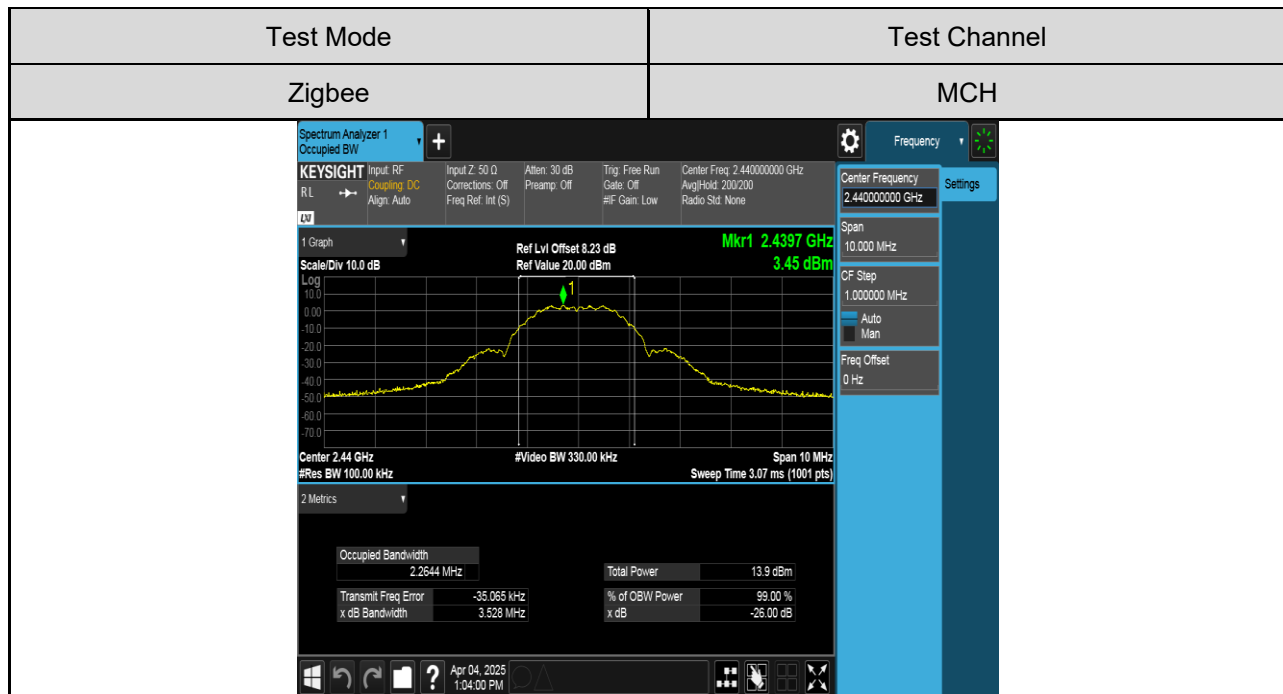 Test Mode Test Channel
Zigbee MCH
Spectrum Analyzer 1
Occupied BW
+
Frequency
KEYSIGHT Input: RF Input Z: 50 Ω Atten: 30 dB Trig: Free Run Center Freq: 2.440000000 GHz
RL Coupling: DC Corrections: Off Preamp: Off Gate: Off Avg|Hold: 200/200
Align: Auto Freq Ref: Int (S) #IF Gain: Low Radio Std: None
LXI
Center Frequency
2.440000000 GHz
Settings
Span
10.000 MHz
CF Step
1.000000 MHz
Auto
Man
Freq Offset
0 Hz
1 Graph
Ref Lvl Offset 8.23 dB Mkr1 2.4397 GHz
Scale/Div 10.0 dB Ref Value 20.00 dBm 3.45 dBm
Log
1
10.0
0.00
-10.0
-20.0
-30.0
-40.0
-50.0
-60.0
-70.0
Center 2.44 GHz #Video BW 330.00 kHz Span 10 MHz
#Res BW 100.00 kHz Sweep Time 3.07 ms (1001 pts)
2 Metrics
Occupied Bandwidth
2.2644 MHz Total Power 13.9 dBm
Transmit Freq Error -35.065 kHz % of OBW Power 99.00 %
x dB Bandwidth 3.528 MHz x dB -26.00 dB
? Apr 04, 2025
1:04:00 PM